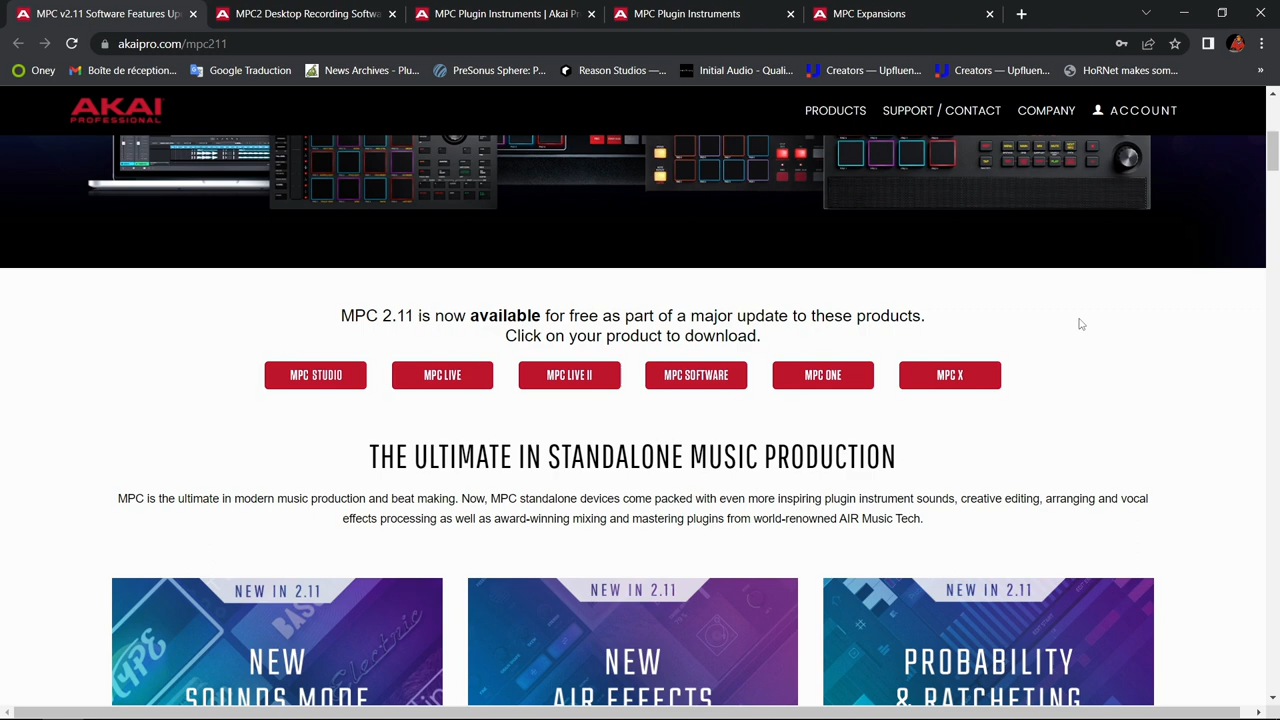 MPC v2.11 Software Features Up
MPC2 Desktop Recording Softwa
MPC Plugin Instruments | Akai Pr
MPC Plugin Instruments
MPC Expansions
akaipro.com/mpc211
Oney
Boîte de réception...
Google Traduction
News Archives - Plu...
PreSonus Sphere: P...
Reason Studios —...
Initial Audio - Quali...
Creators — Upfluen...
Creators — Upfluen...
HoRNet makes som...
»
AKAI
PROFESSIONAL
PRODUCTS
SUPPORT / CONTACT
COMPANY
ACCOUNT
MPC 2.11 is now available for free as part of a major update to these products.
Click on your product to download.
MPC STUDIO
MPC LIVE
MPC LIVE II
MPC SOFTWARE
MPC ONE
MPC X
THE ULTIMATE IN STANDALONE MUSIC PRODUCTION
MPC is the ultimate in modern music production and beat making. Now, MPC standalone devices come packed with even more inspiring plugin instrument sounds, creative editing, arranging and vocal
effects processing as well as award-winning mixing and mastering plugins from world-renowned AIR Music Tech.
NEW IN 2.11
NEW
SOUNDS MODE
NEW IN 2.11
NEW
AIR EFFECTS
NEW IN 2.11
PROBABILITY
& RATCHETING